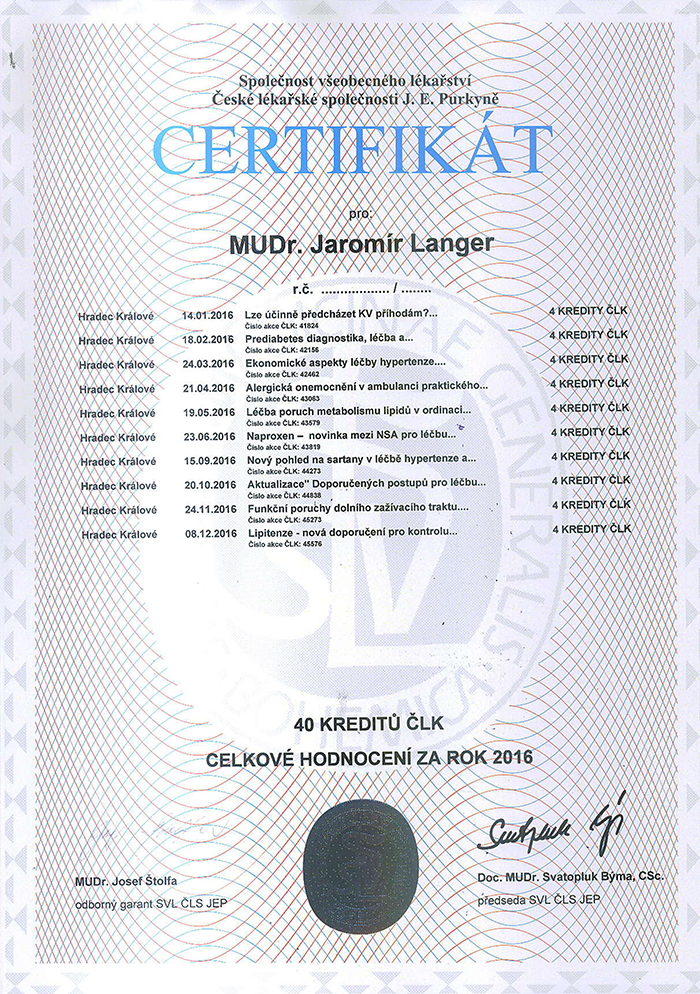 Společnost všeobecného lékařství
České lékařské společnosti J. E. Purkyně
CERTIFIKÁT
pro:
MUDr. Jaromír Langer
r.č. ................... / ........
Hradec Králové 14.01.2016 Lze účinně předcházet KV příhodám?... 4 KREDITY ČLK
Číslo akce ČLK: 41824
Hradec Králové 18.02.2016 Prediabetes diagnostika, léčba a... 4 KREDITY ČLK
Číslo akce ČLK: 42156
Hradec Králové 24.03.2016 Ekonomické aspekty léčby hypertenze.... 4 KREDITY ČLK
Číslo akce ČLK: 42462
Hradec Králové 21.04.2016 Alergická onemocnění v ambulanci praktického... 4 KREDITY ČLK
Číslo akce ČLK: 43063
Hradec Králové 19.05.2016 Léčba poruch metabolismu lipidů v ordinaci... 4 KREDITY ČLK
Číslo akce ČLK: 43579
Hradec Králové 23.06.2016 Naproxen – novinka mezi NSA pro léčbu... 4 KREDITY ČLK
Číslo akce ČLK: 43819
Hradec Králové 15.09.2016 Nový pohled na sartany v léčbě hypertenze a... 4 KREDITY ČLK
Číslo akce ČLK: 44273
Hradec Králové 20.10.2016 Aktualizace" Doporučených postupů pro léčbu... 4 KREDITY ČLK
Číslo akce ČLK: 44838
Hradec Králové 24.11.2016 Funkční poruchy dolního zažívacího traktu.... 4 KREDITY ČLK
Číslo akce ČLK: 45273
Hradec Králové 08.12.2016 Lipitenze - nová doporučení pro kontrolu... 4 KREDITY ČLK
Číslo akce ČLK: 45576
GENERALIS
BOHEMICA
SLV
40 KREDITŮ ČLK
CELKOVÉ HODNOCENÍ ZA ROK 2016
MUDr. Josef Štolfa
odborný garant SVL ČLS JEP
Doc. MUDr. Svatopluk Býma, CSc.
předseda SVL ČLS JEP